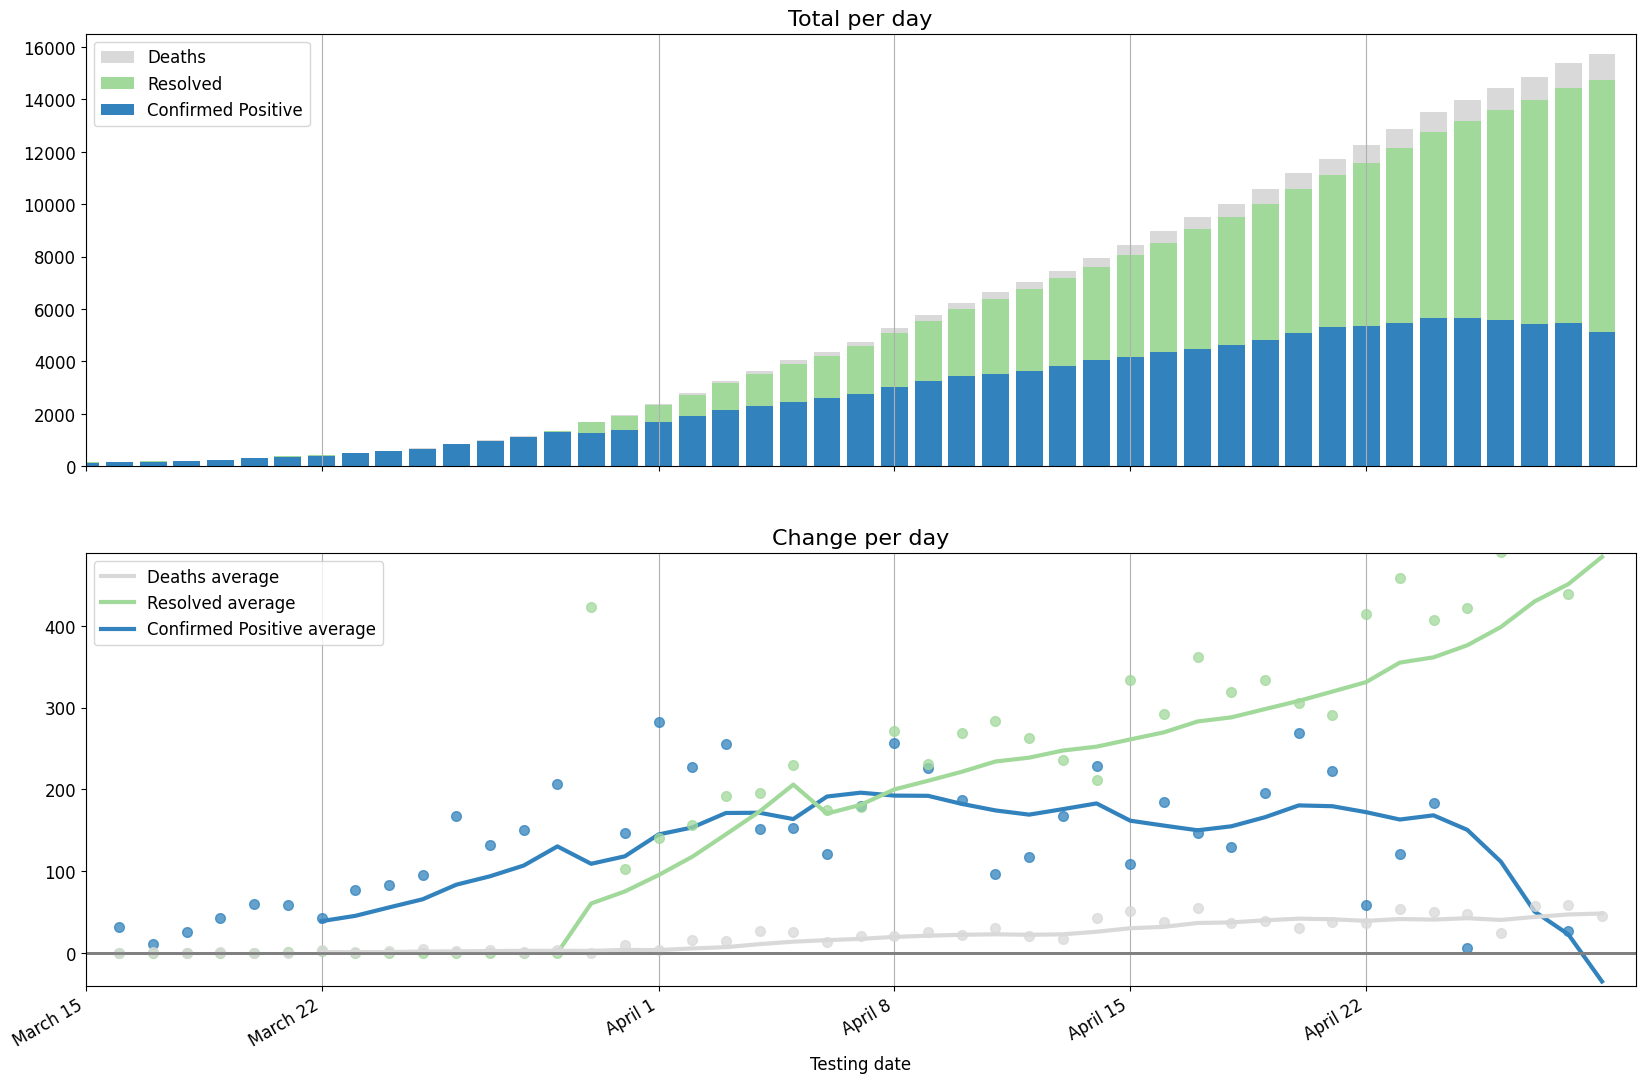 Total per day
16000
14000
12000
10000
8000
6000
4000
2000
0
Deaths
Resolved
Confirmed Positive
Change per day
400
300
200
100
0
Deaths average
Resolved average
Confirmed Positive average
March 15
March 22
April 1
April 8
April 15
April 22
Testing date